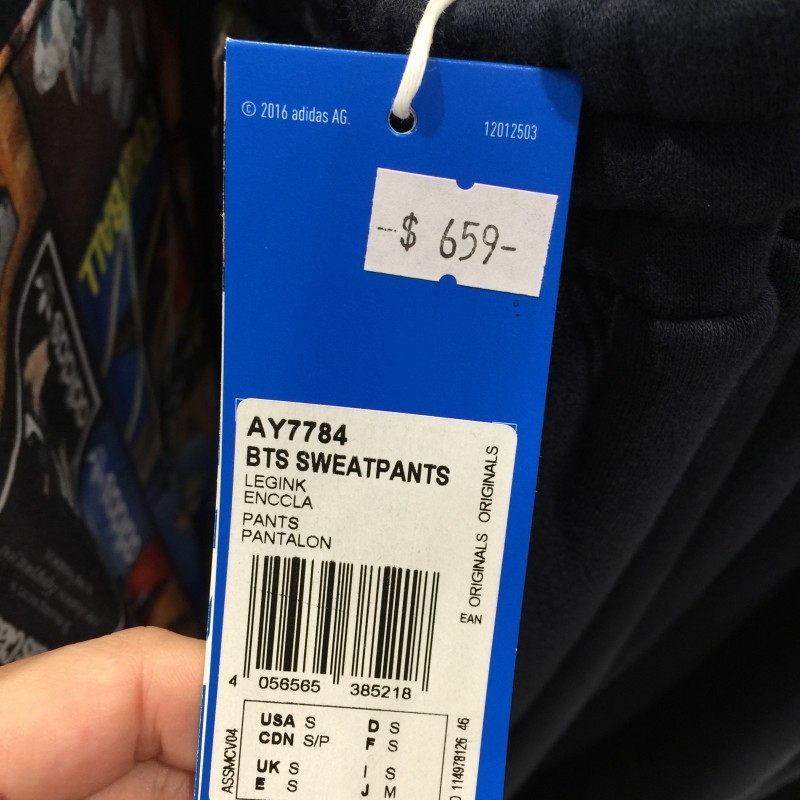 © 2016 adidas AG.
12012503
-$ 659-
AY7784
BTS SWEATPANTS
LEGINK
ENCCLA
PANTS
PANTALON
ORIGINALS ORIGINALS
EAN
4 056565 385218
USA S D S
CDN S/P F S
UK S I S
E S J M
ASSMCV04
114978126 46